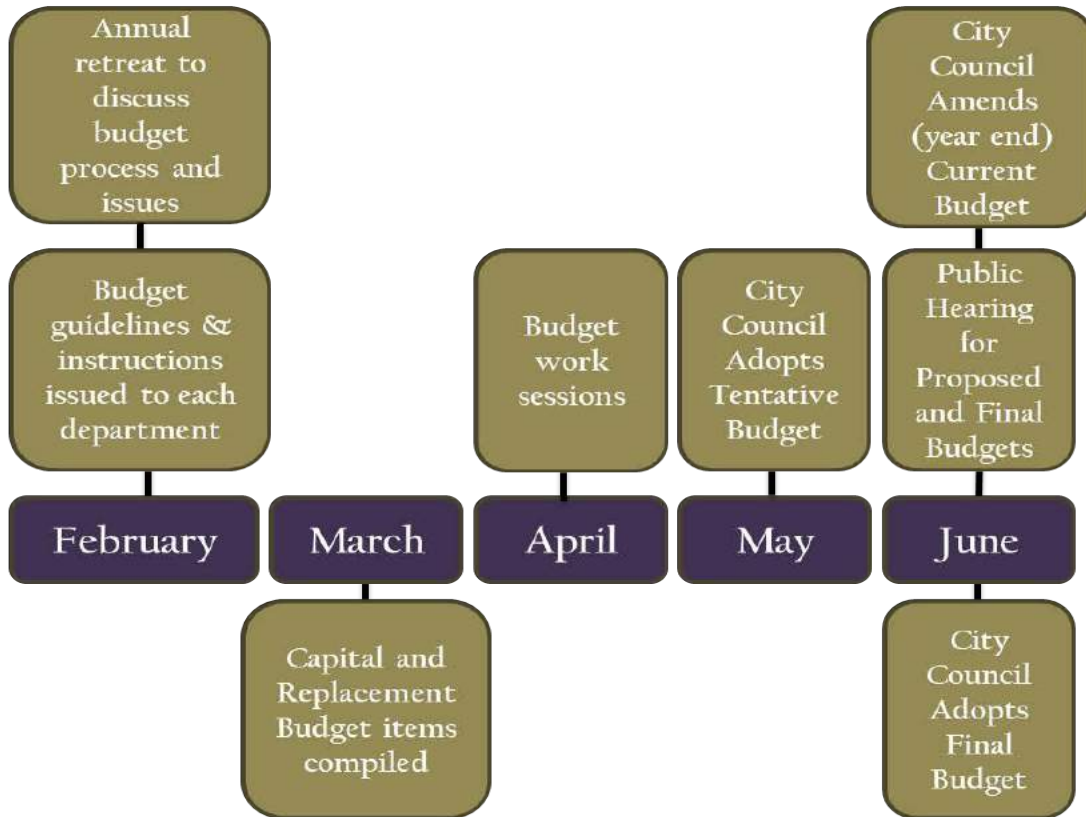 Annual
retreat to
discuss
budget
process and
issues
City
Council
Amends
(year end)
Current
Budget
Budget
guidelines &
instructions
issued to each
department
Budget
work
sessions
City
Council
Adopts
Tentative
Budget
Public
Hearing
for
Proposed
and Final
Budgets
February
March
April
May
June
Capital and
Replacement
Budget items
compiled
City
Council
Adopts
Final
Budget